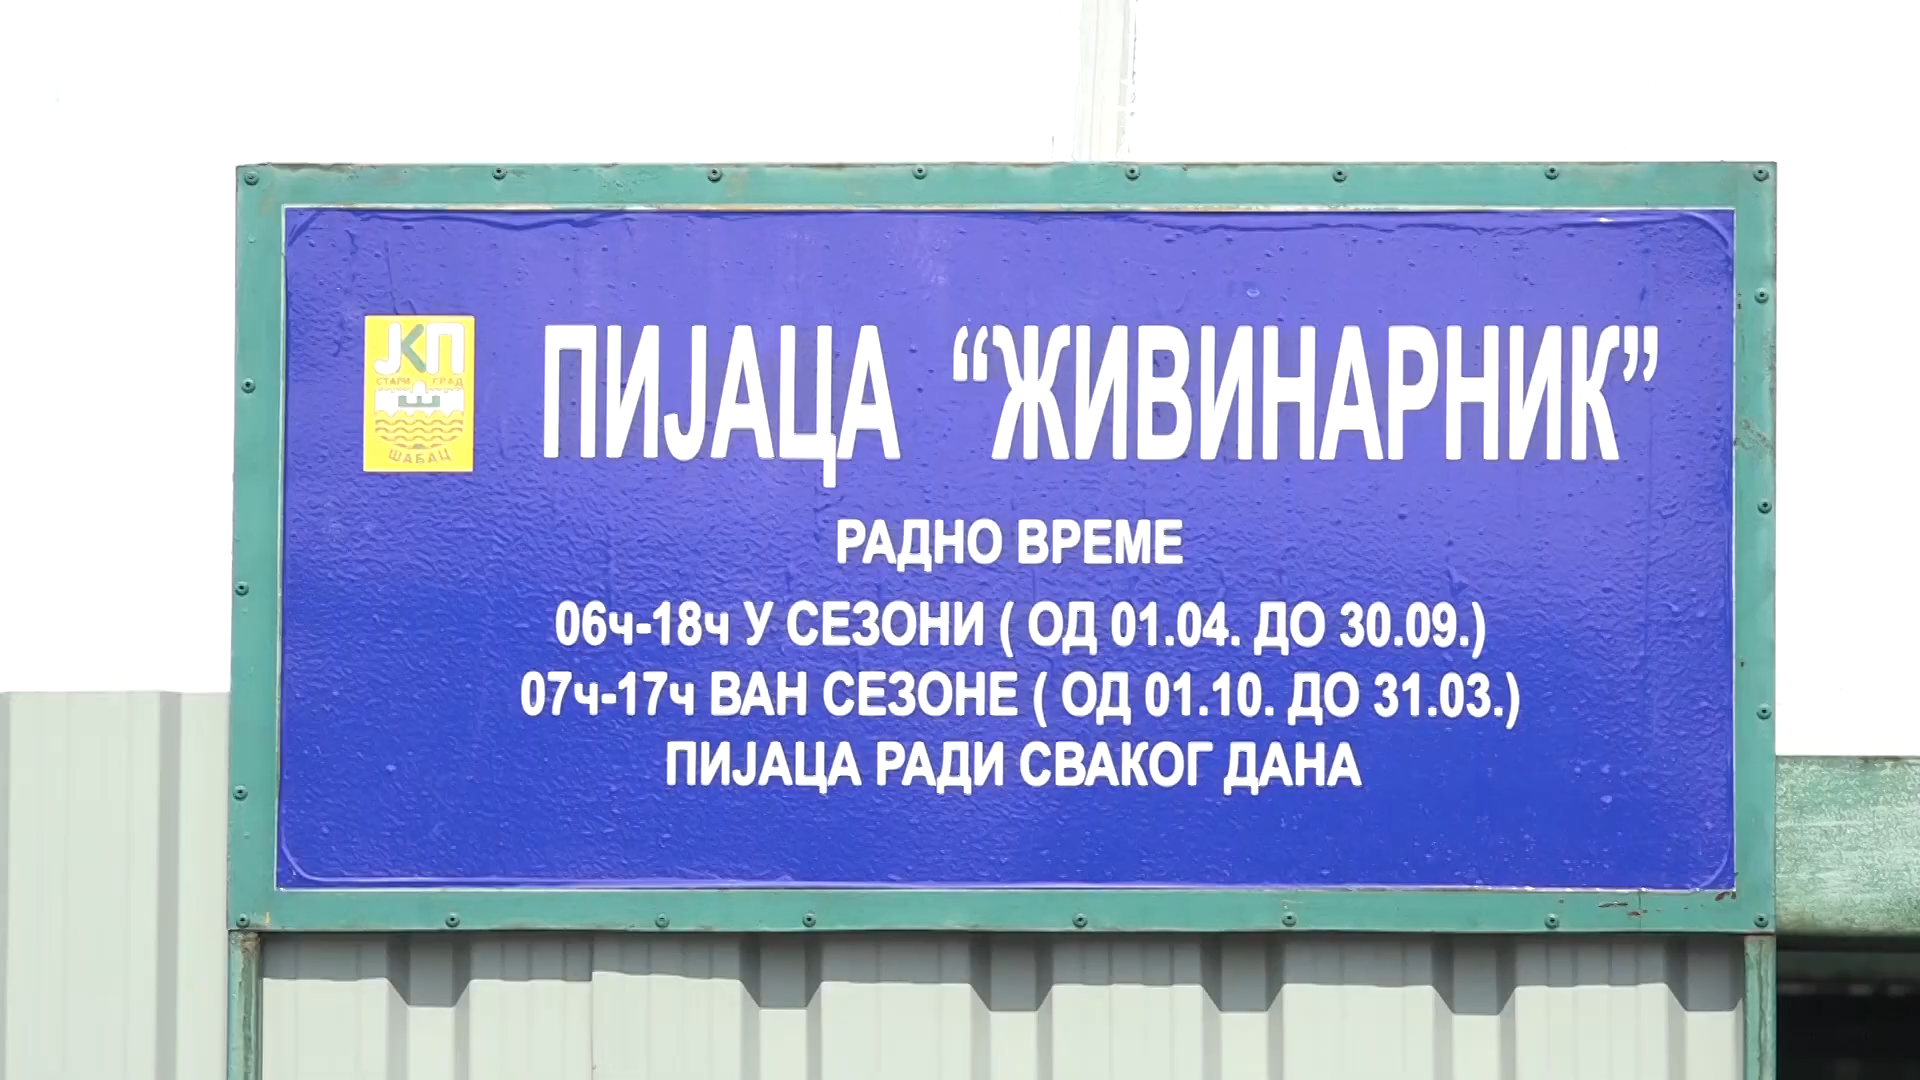 ЈКП
СТАРИ ГРАД
Ш
ШАБАЦ
ПИЈАЦА “ЖИВИНАРНИК”
РАДНО ВРЕМЕ
06ч-18ч У СЕЗОНИ ( ОД 01.04. ДО 30.09.)
07ч-17ч ВАН СЕЗОНЕ ( ОД 01.10. ДО 31.03.)
ПИЈАЦА РАДИ СВАКОГ ДАНА